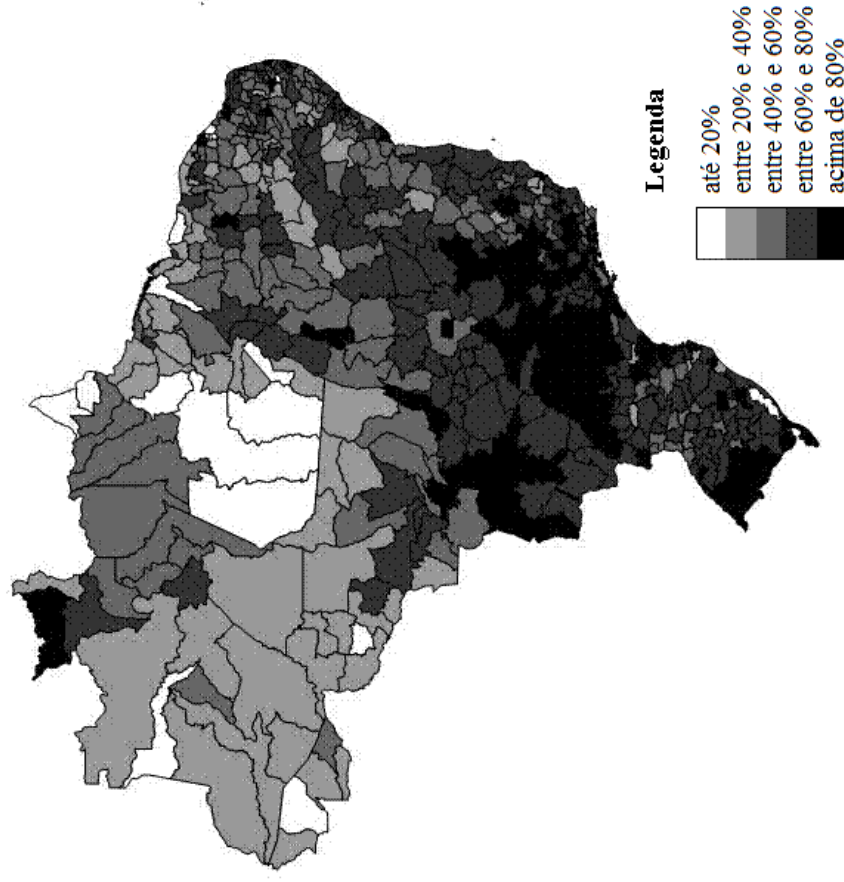 Legenda
até 20%
entre 20% e 40%
entre 40% e 60%
entre 60% e 80%
acima de 80%